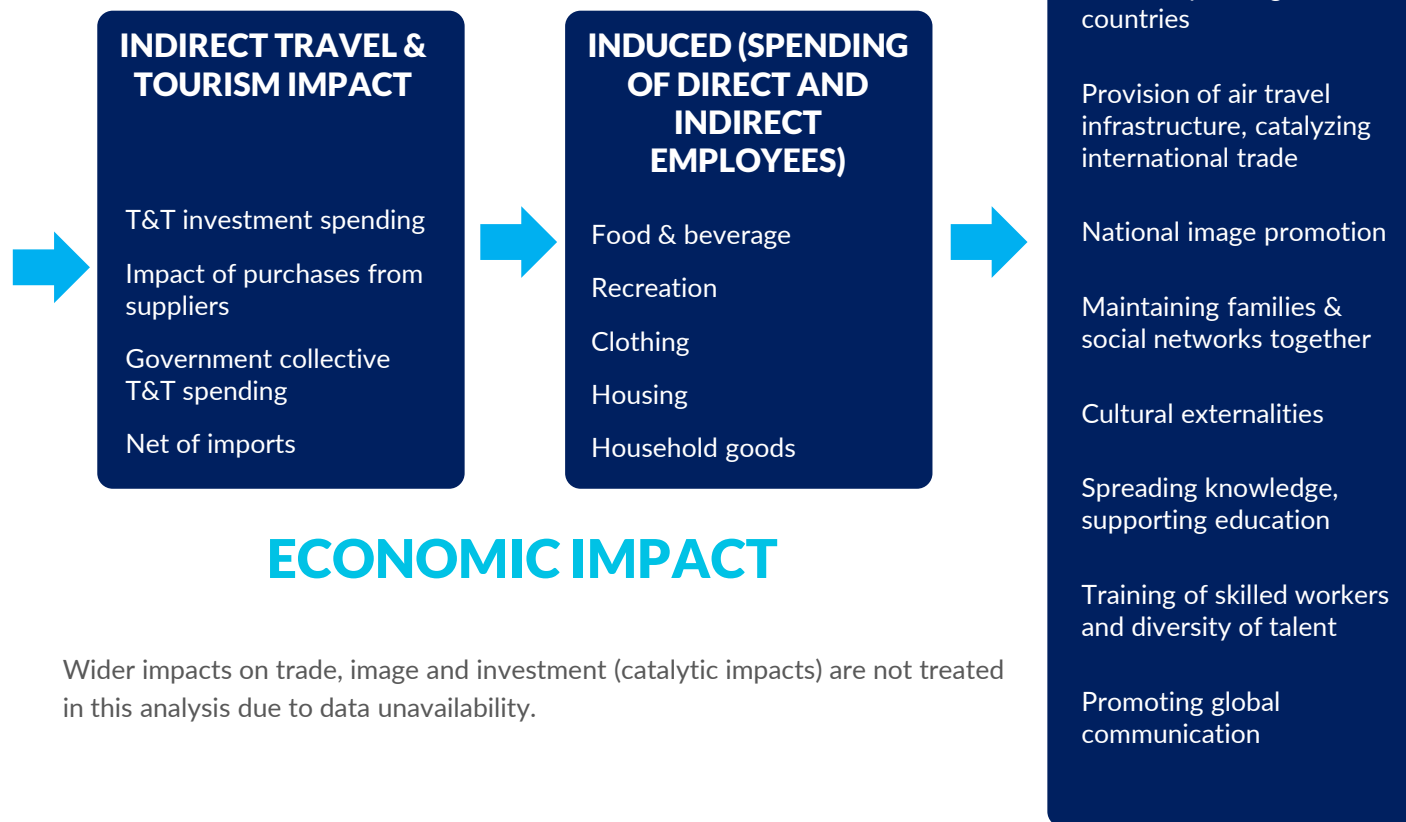 INDIRECT TRAVEL &
TOURISM IMPACT
T&T investment spending
Impact of purchases from
suppliers
Government collective
T&T spending
Net of imports
INDUCED (SPENDING
OF DIRECT AND
INDIRECT
EMPLOYEES)
Food & beverage
Recreation
Clothing
Housing
Household goods
countries
Provision of air travel
infrastructure, catalyzing
international trade
National image promotion
Maintaining families &
social networks together
Cultural externalities
Spreading knowledge,
supporting education
Training of skilled workers
and diversity of talent
Promoting global
communication
ECONOMIC IMPACT
Wider impacts on trade, image and investment (catalytic impacts) are not treated
in this analysis due to data unavailability.